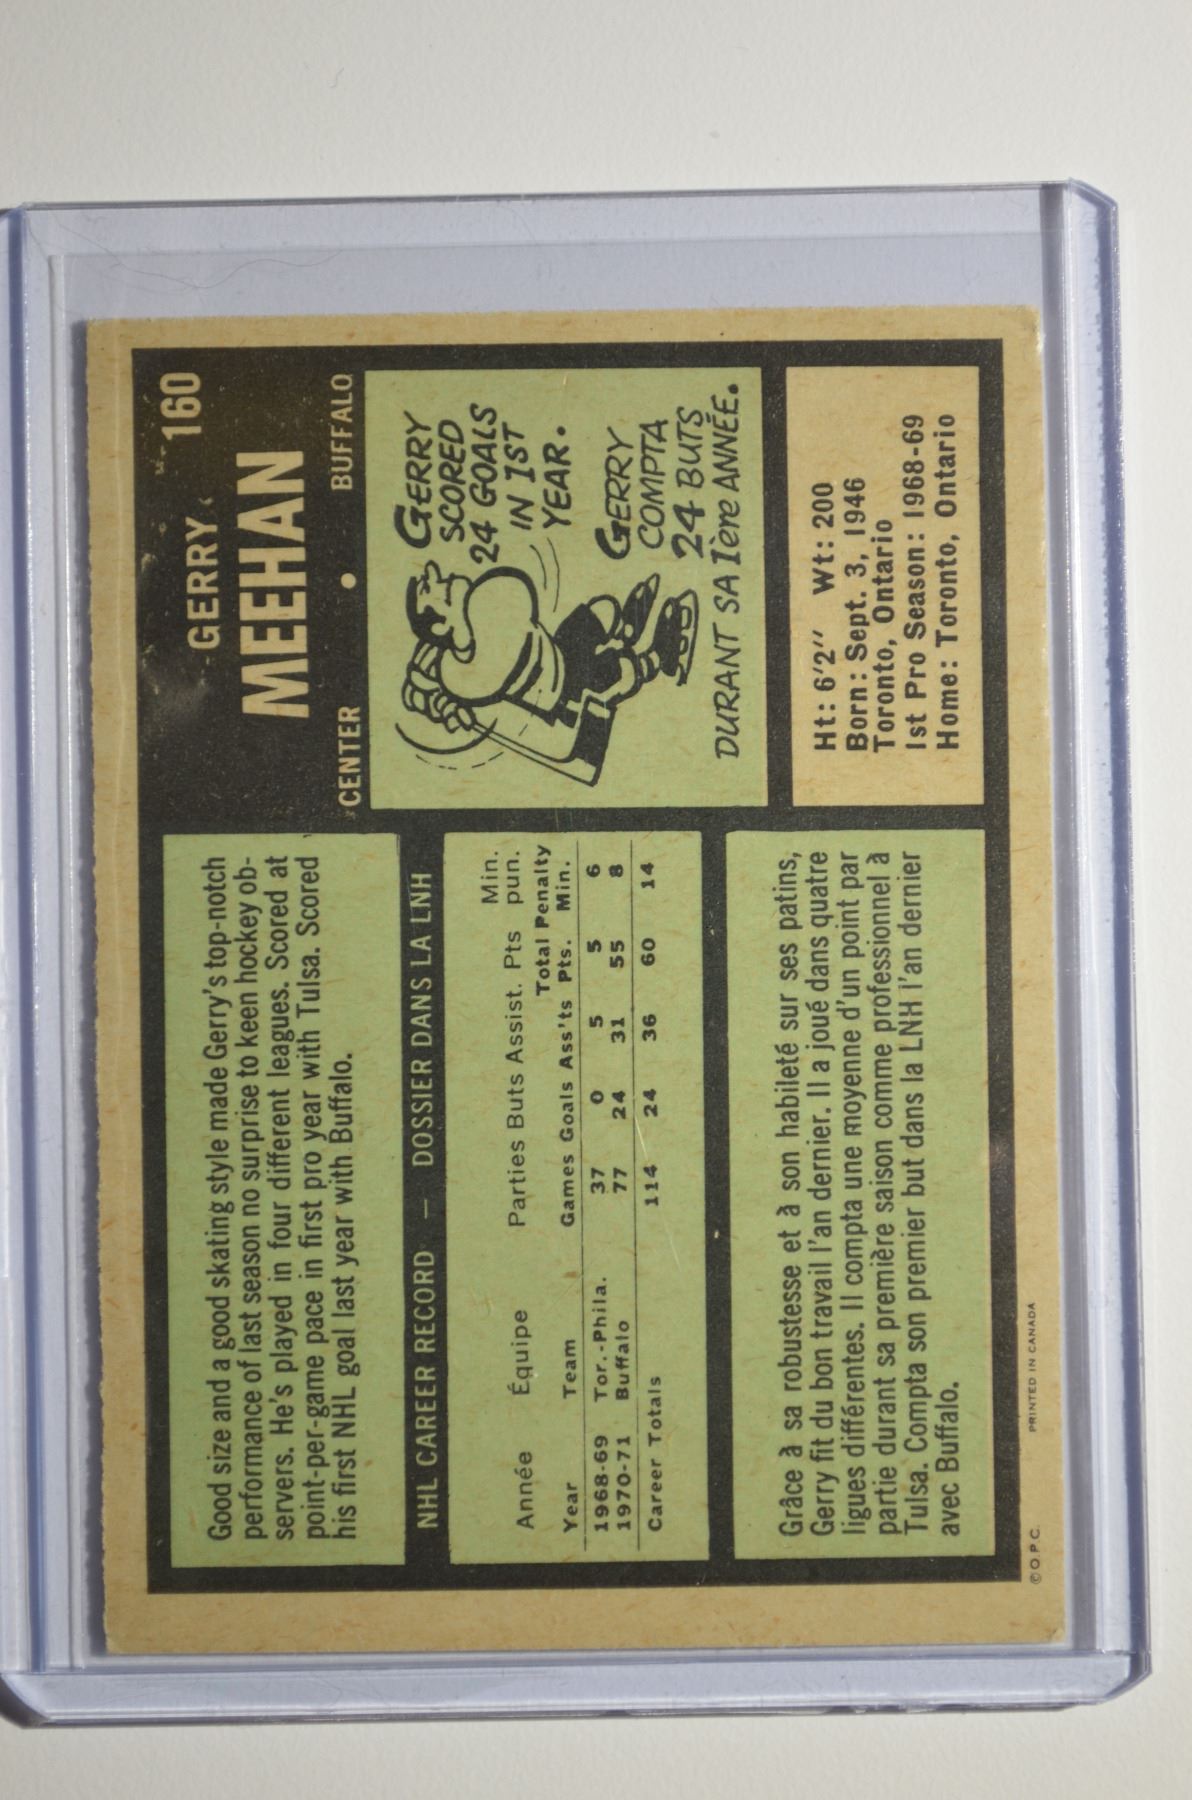 GERRY 160
MEEHAN
CENTER • BUFFALO
Good size and a good skating style made Gerry's top-notch
performance of last season no surprise to keen hockey ob-
servers. He's played in four different leagues. Scored at
point-per-game pace in first pro year with Tulsa. Scored
his first NHL goal last year with Buffalo.
NHL CAREER RECORD — DOSSIER DANS LA LNH
Min.
Année Équipe Parties Buts Assist. Pts pun.
Total Penalty
Year Team Games Goals Ass'ts Pts. Min.
1968-69 Tor.-Phila. 37 0 5 5 6
1970-71 Buffalo 77 24 31 55 8
Career Totals 114 24 36 60 14
Grâce à sa robustesse et à son habileté sur ses patins,
Gerry fit du bon travail l'an dernier. Il a joué dans quatre
ligues différentes. Il compta une moyenne d'un point par
partie durant sa première saison comme professionnel à
Tulsa. Compta son premier but dans la LNH l'an dernier
avec Buffalo.
GERRY
SCORED
24 GOALS
IN 1ST
YEAR.
GERRY
COMPTA
24 BUTS
DURANT SA 1ère ANNÉE.
Ht: 6'2" Wt: 200
Born: Sept. 3, 1946
Toronto, Ontario
1st Pro Season: 1968-69
Home: Toronto, Ontario
© O.P.C. PRINTED IN CANADA